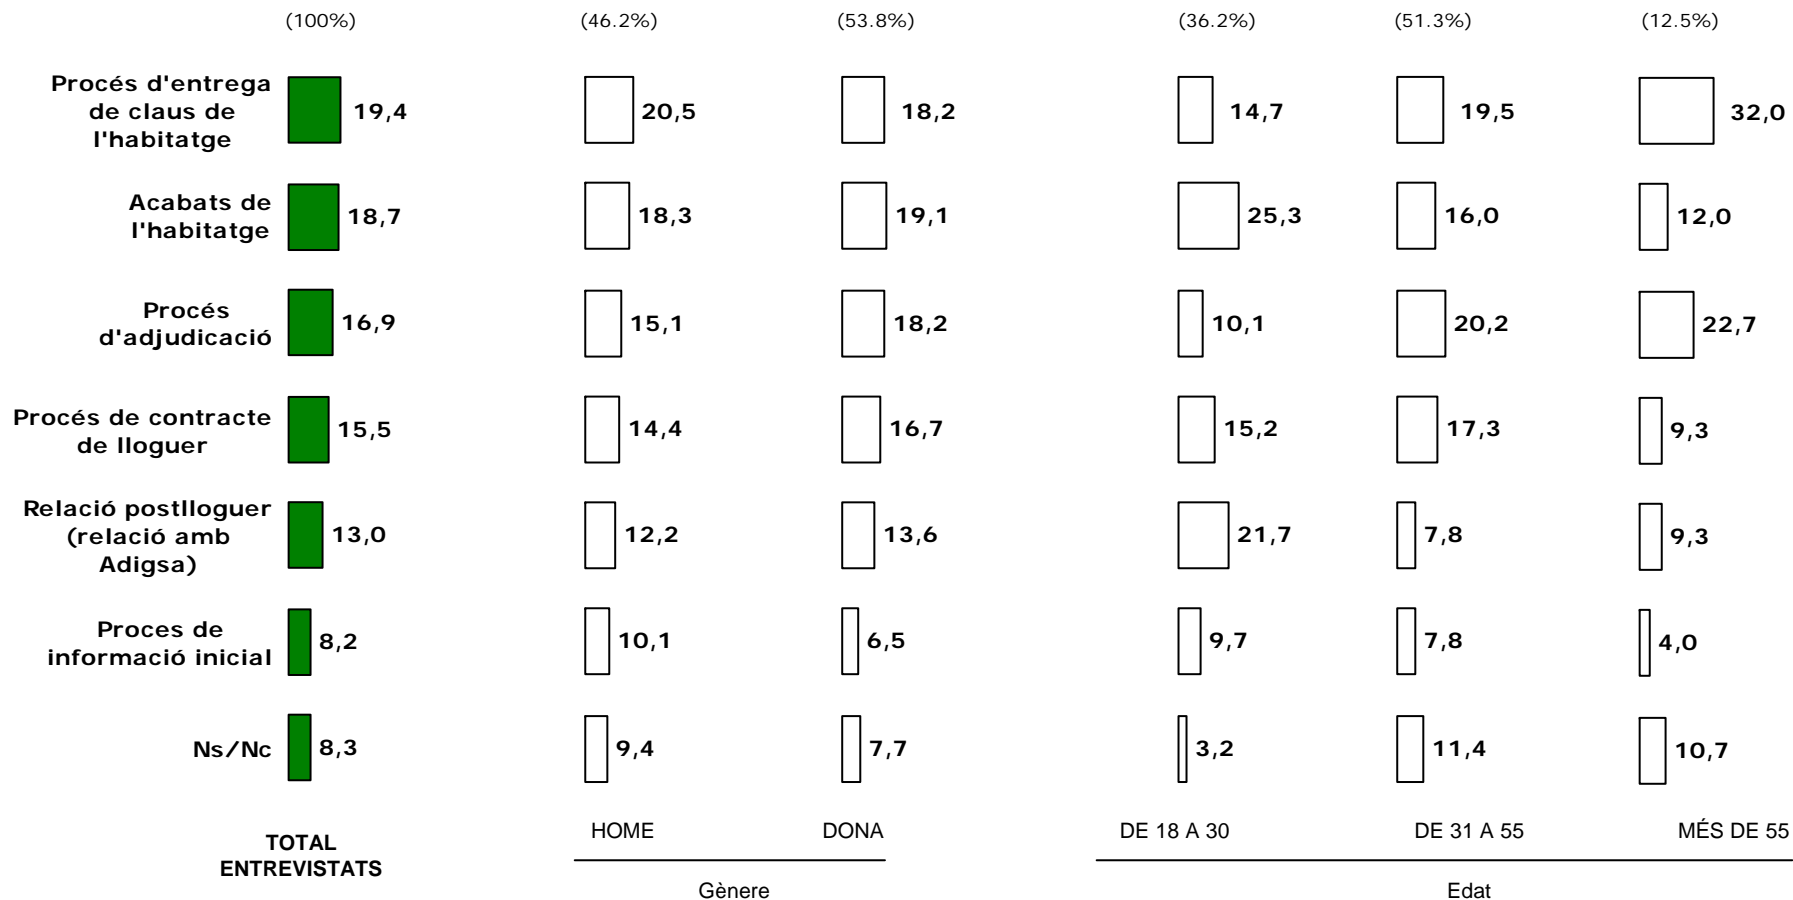 (100%) (46.2%) (53.8%) (36.2%) (51.3%) (12.5%)
Procés d'entrega
de claus de
l'habitatge
19,4 20,5 18,2 14,7 19,5 32,0
Acabats de
l'habitatge
18,7 18,3 19,1 25,3 16,0 12,0
Procés
d'adjudicació
16,9 15,1 18,2 10,1 20,2 22,7
Procés de contracte
de lloguer
15,5 14,4 16,7 15,2 17,3 9,3
Relació postlloguer
(relació amb
Adigsa)
13,0 12,2 13,6 21,7 7,8 9,3
Proces de
informació inicial
8,2 10,1 6,5 9,7 7,8 4,0
Ns/Nc 8,3 9,4 7,7 3,2 11,4 10,7
TOTAL
ENTREVISTATS
HOME DONA DE 18 A 30 DE 31 A 55 MÉS DE 55
Gènere Edat